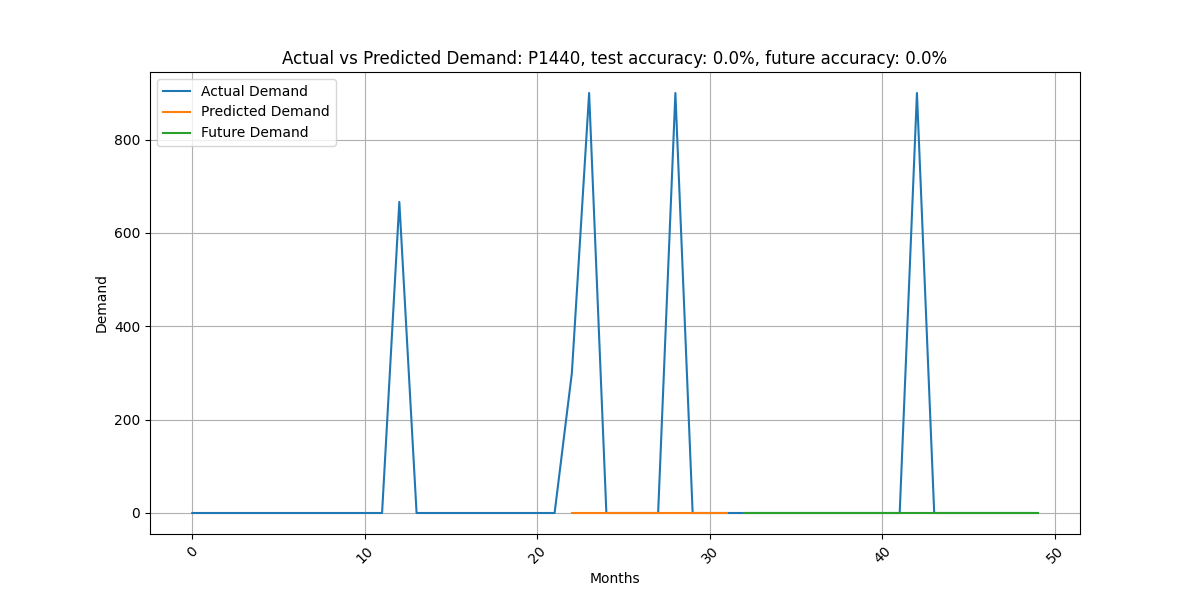 Actual vs Predicted Demand: P1440, test accuracy: 0.0%, future accuracy: 0.0%
Actual Demand
Predicted Demand
Future Demand
800
600
400
200
0
Demand
0
10
20
30
40
50
Months